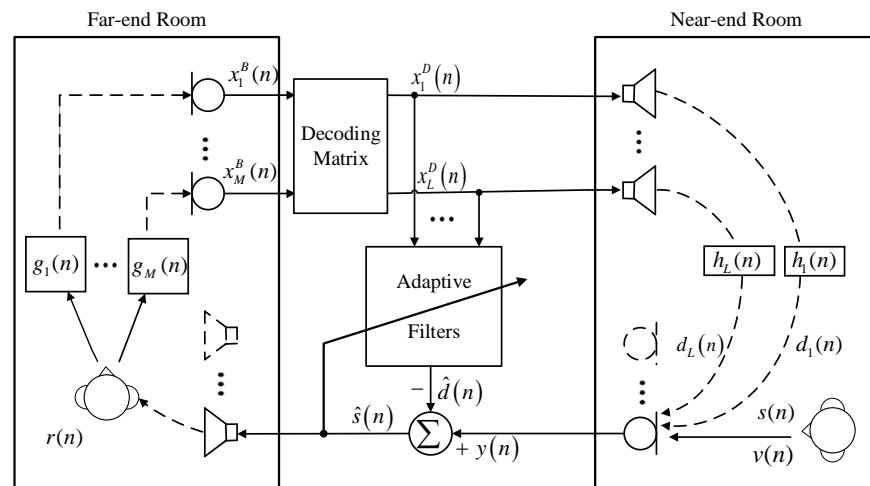 Far-end Room
Near-end Room
x_1^B(n)
x_1^D(n)
Decoding
Matrix
x_M^B(n)
x_L^D(n)
g_1(n)
g_M(n)
h_L(n)
h_1(n)
Adaptive
Filters
d_L(n)
d_1(n)
− d̂(n)
r(n)
ŝ(n)
Σ
+ y(n)
s(n)
v(n)